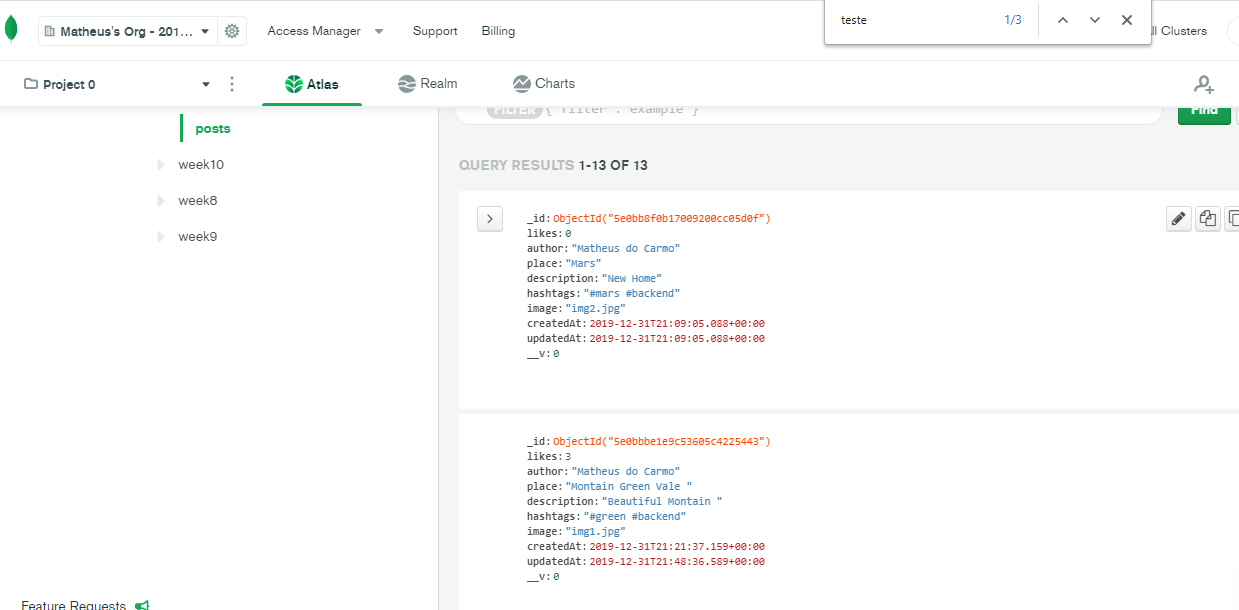 Matheus's Org - 201...
Access Manager
Support
Billing
teste
1/3
ll Clusters
Project 0
Atlas
Realm
Charts
posts
week10
week8
week9
FILTER { filter : example }
Find
QUERY RESULTS 1-13 OF 13
_id: ObjectId("5e0bb8f0b17009200cc05d0f")
likes: 0
author: "Matheus do Carmo"
place: "Mars"
description: "New Home"
hashtags: "#mars #backend"
image: "img2.jpg"
createdAt: 2019-12-31T21:09:05.088+00:00
updatedAt: 2019-12-31T21:09:05.088+00:00
__v: 0
_id: ObjectId("5e0bbbe1e9c53605c4225443")
likes: 3
author: "Matheus do Carmo"
place: "Montain Green Vale "
description: "Beautiful Montain "
hashtags: "#green #backend"
image: "img1.jpg"
createdAt: 2019-12-31T21:21:37.159+00:00
updatedAt: 2019-12-31T21:48:36.589+00:00
__v: 0
Feature Requests